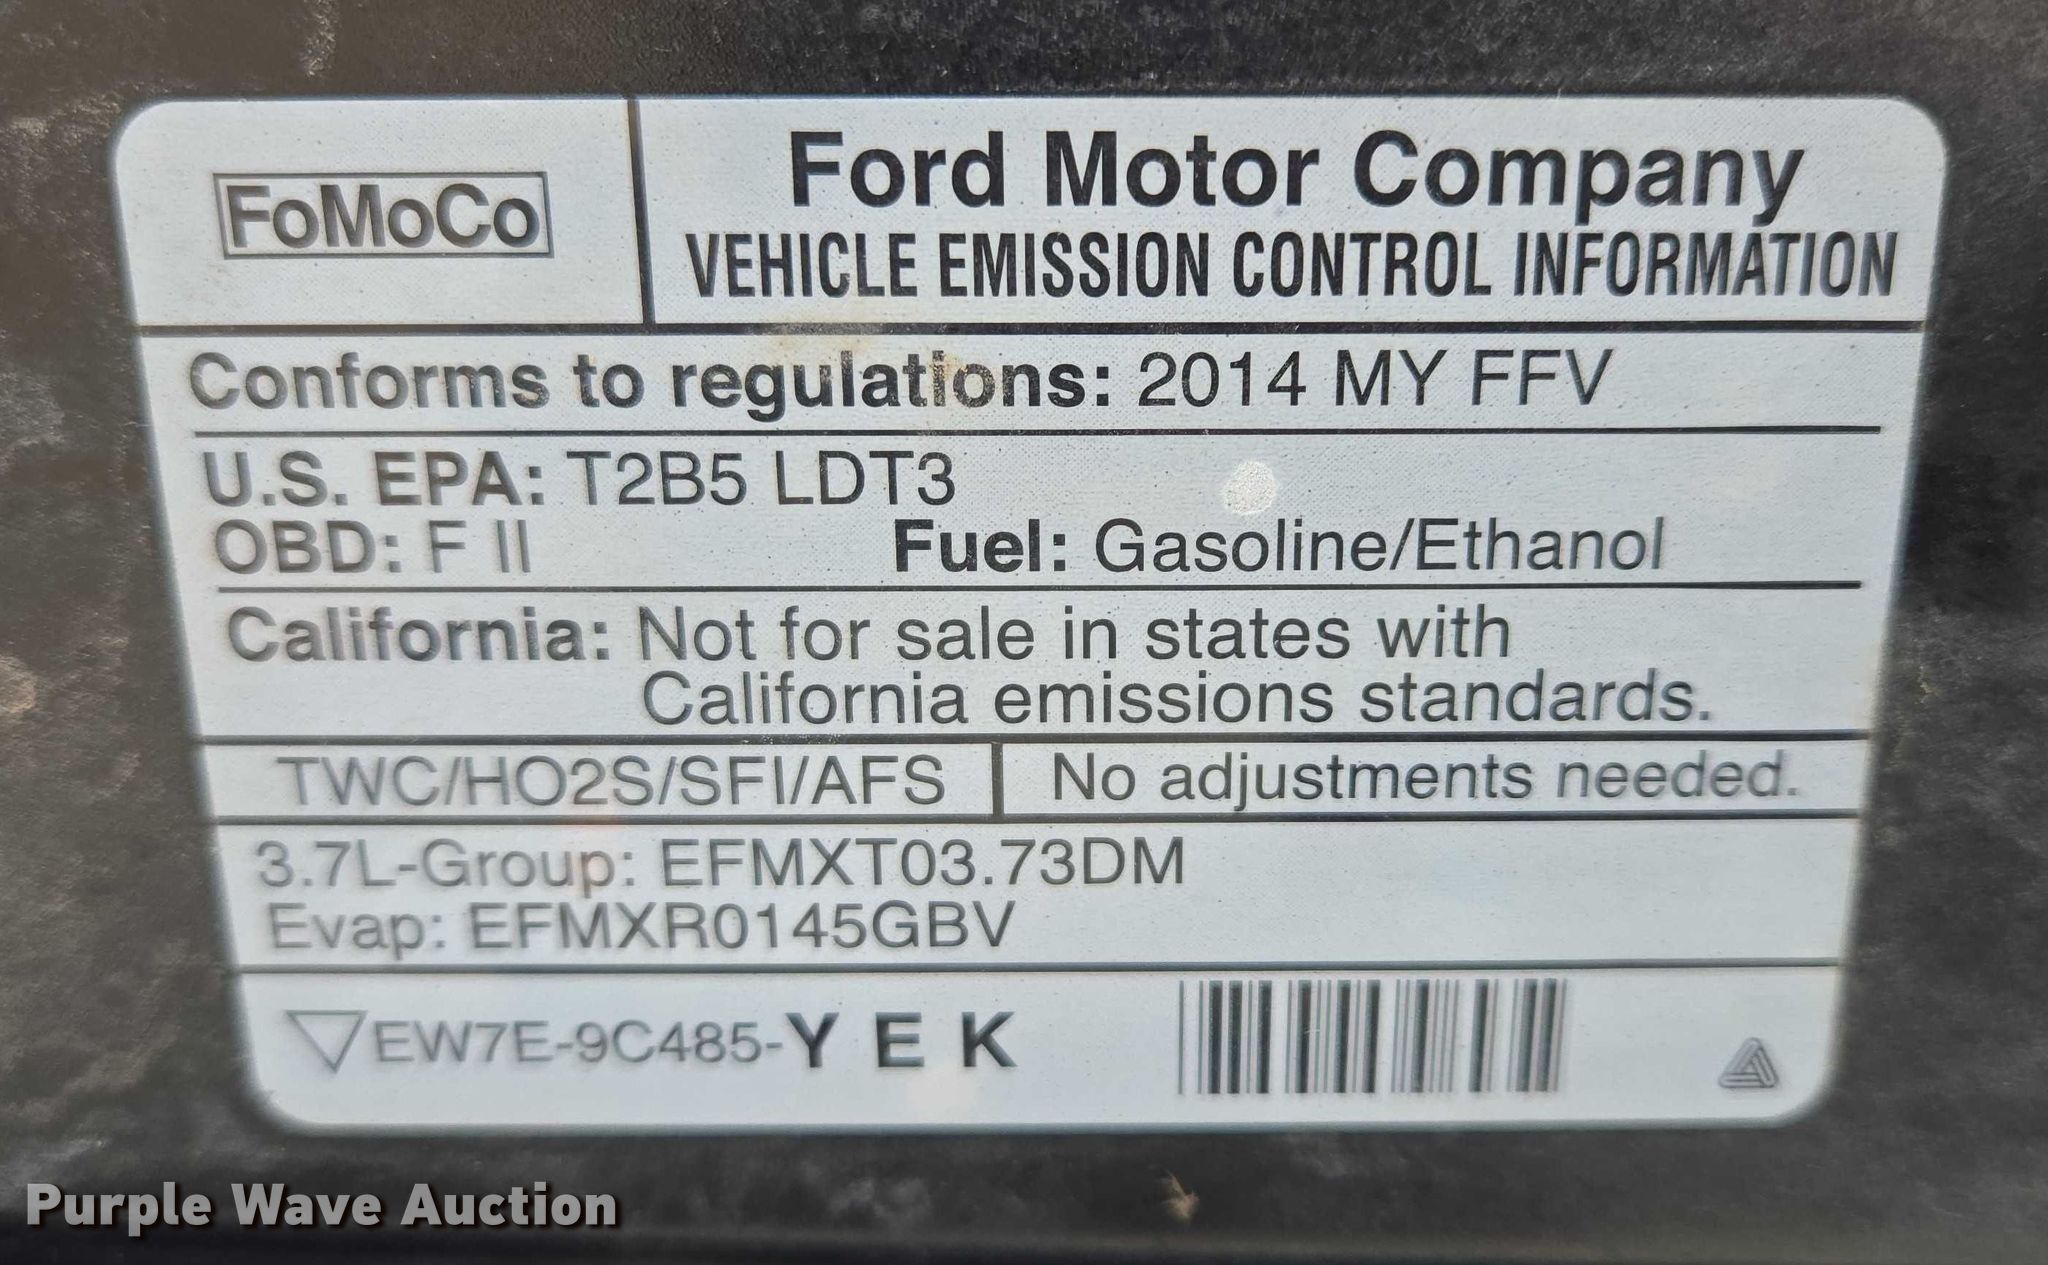 FoMoCo
Ford Motor Company
VEHICLE EMISSION CONTROL INFORMATION
Conforms to regulations: 2014 MY FFV
U.S. EPA: T2B5 LDT3
OBD: F II Fuel: Gasoline/Ethanol
California: Not for sale in states with
California emissions standards.
TWC/HO2S/SFI/AFS No adjustments needed.
3.7L-Group: EFMXT03.73DM
Evap: EFMXR0145GBV
EW7E-9C485-Y E K
Purple Wave Auction